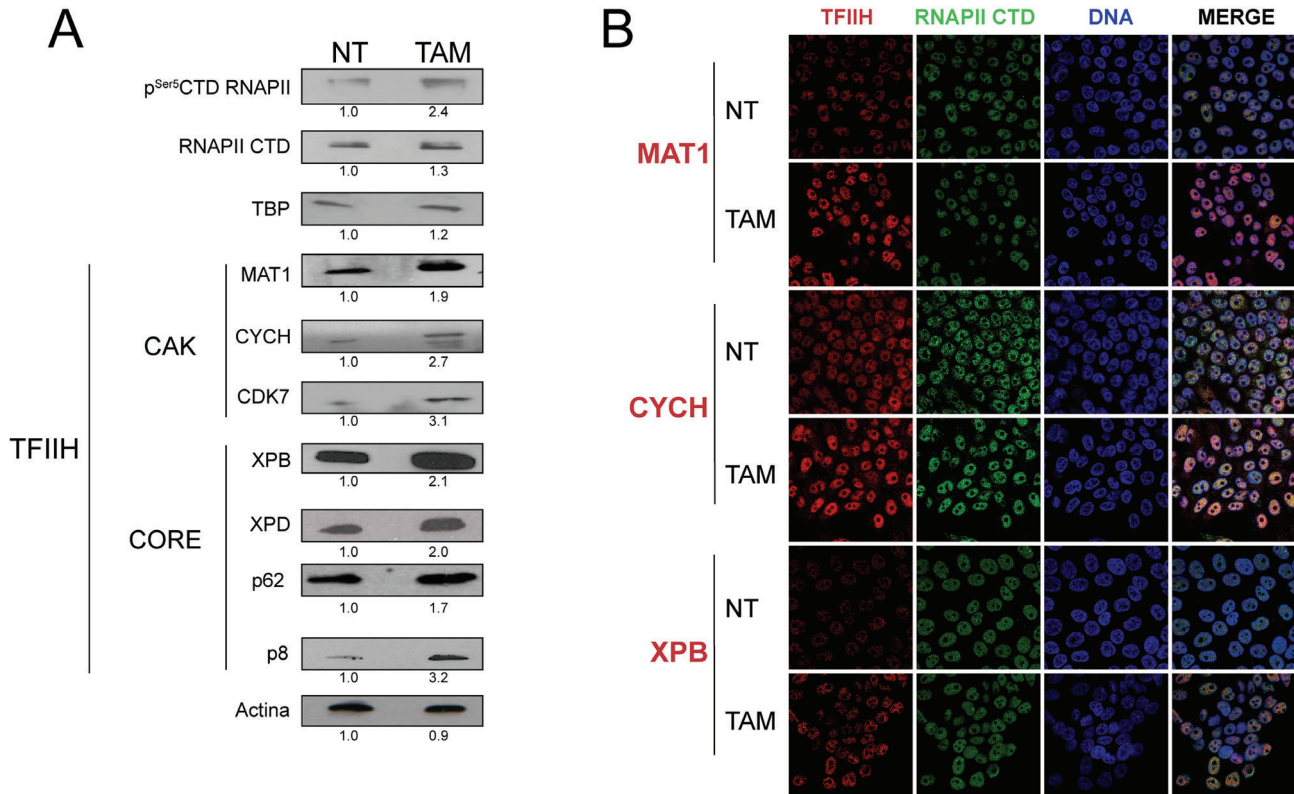 A
NT TAM
pSer5CTD RNAPII
1.0 2.4
RNAPII CTD
1.0 1.3
TBP
1.0 1.2
TFIIH
CAK
MAT1
1.0 1.9
CYCH
1.0 2.7
CDK7
1.0 3.1
CORE
XPB
1.0 2.1
XPD
1.0 2.0
p62
1.0 1.7
p8
1.0 3.2
Actina
1.0 0.9
B
TFIIH RNAPII CTD DNA MERGE
MAT1
NT
TAM
CYCH
NT
TAM
XPB
NT
TAM